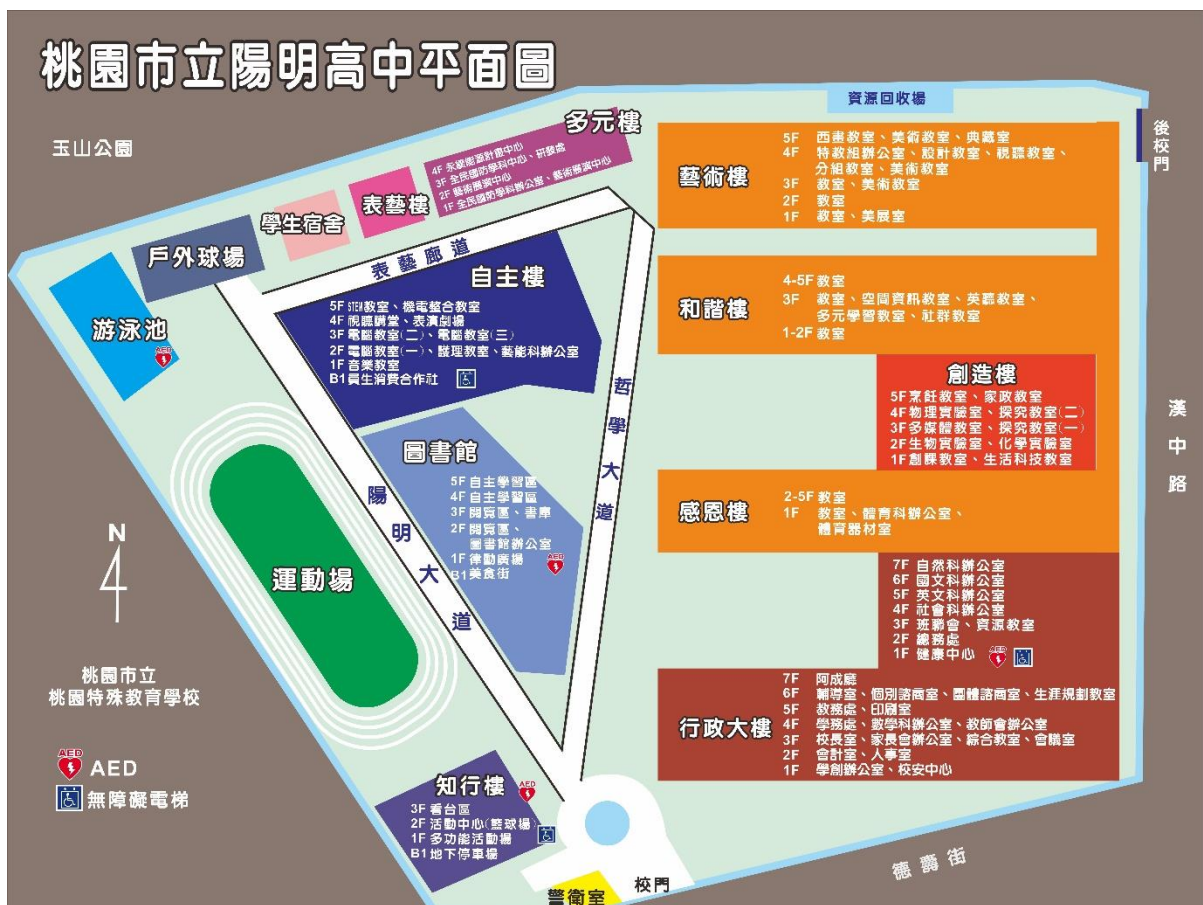 桃園市立陽明高中平面圖
資源回收場
後校門
玉山公園
多元樓
4F 永續能源計畫中心
3F 全民國防學科中心、研發處
2F 藝術展演中心
1F 全民國防學科辦公室、藝術展演中心
表藝樓
學生宿舍
戶外球場
游泳池
AED
表藝廊道
自主樓
5F STEM教室、機電整合教室
4F 視聽講堂、表演劇場
3F 電腦教室(二)、電腦教室(三)
2F 電腦教室(一)、護理教室、藝能科辦公室
1F 音樂教室
B1 員生消費合作社
圖書館
5F 自主學習區
4F 自主學習區
3F 閱覽區、書庫
2F 閱覽區、
圖書館辦公室
1F 律動廣場
B1 美食街
AED
陽明大道
哲學大道
運動場
藝術樓
5F 西畫教室、美術教室、典藏室
4F 特教組辦公室、設計教室、視聽教室、
分組教室、美術教室
3F 教室、美術教室
2F 教室
1F 教室、美展室
和諧樓
4-5F 教室
3F 教室、空間資訊教室、英聽教室、
多元學習教室、社群教室
1-2F 教室
創造樓
5F 烹飪教室、家政教室
4F 物理實驗室、探究教室(二)
3F 多媒體教室、探究教室(一)
2F 生物實驗室、化學實驗室
1F 創課教室、生活科技教室
漢中路
感恩樓
2-5F 教室
1F 教室、體育科辦公室、
體育器材室
7F 自然科辦公室
6F 國文科辦公室
5F 英文科辦公室
4F 社會科辦公室
3F 班聯會、資源教室
2F 總務處
1F 健康中心
AED
行政大樓
7F 阿成廳
6F 輔導室、個別諮商室、團體諮商室、生涯規劃教室
5F 教務處、印刷室
4F 學務處、數學科辦公室、教師會辦公室
3F 校長室、家長會辦公室、綜合教室、會議室
2F 會計室、人事室
1F 學創辦公室、校安中心
N
桃園市立
桃園特殊教育學校
AED
AED
無障礙電梯
知行樓
AED
3F 看台區
2F 活動中心(籃球場)
1F 多功能活動場
B1 地下停車場
警衛室
校門
德壽街